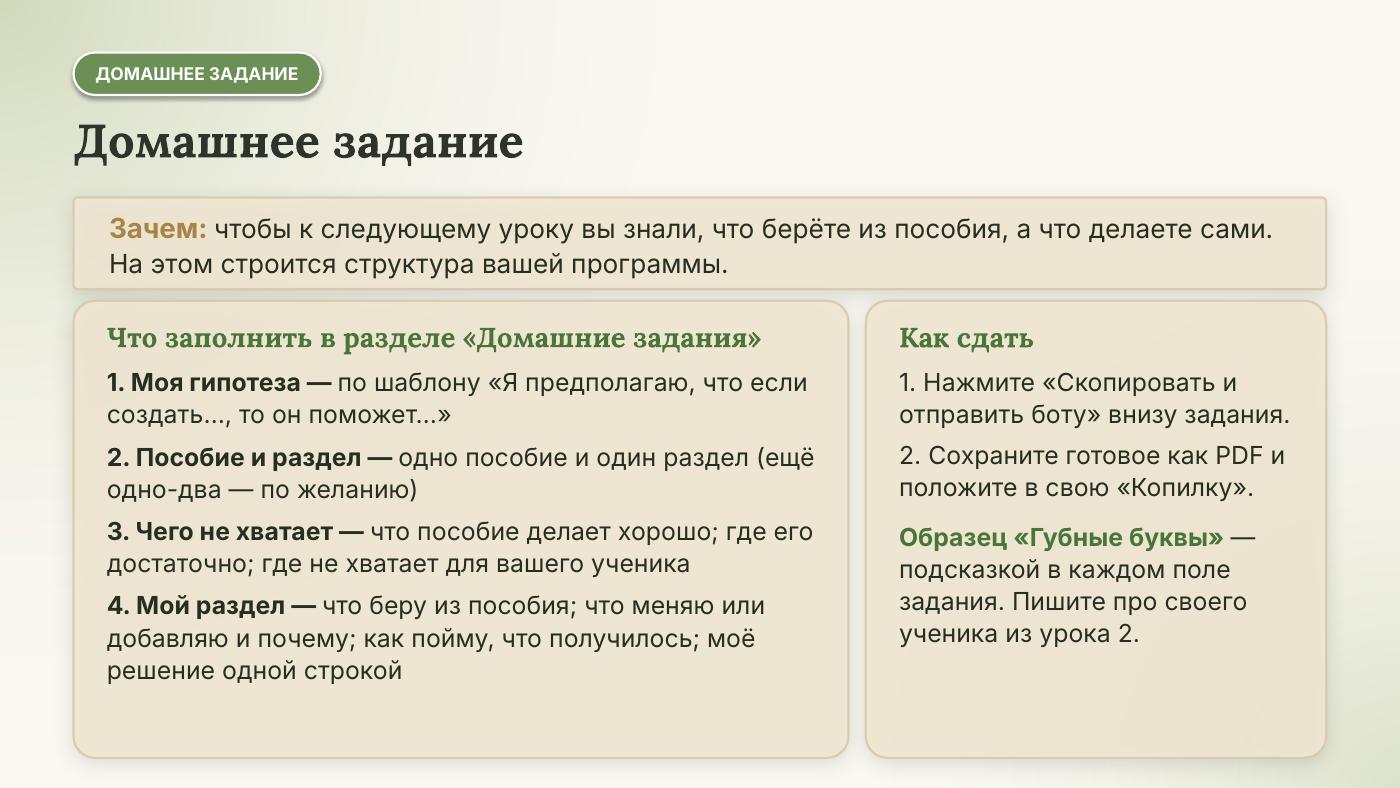 ДОМАШНЕЕ ЗАДАНИЕ
Домашнее задание
Зачем: чтобы к следующему уроку вы знали, что берёте из пособия, а что делаете сами.
На этом строится структура вашей программы.
Что заполнить в разделе «Домашние задания»
1. Моя гипотеза — по шаблону «Я предполагаю, что если
создать…, то он поможет…»
2. Пособие и раздел — одно пособие и один раздел (ещё
одно-два — по желанию)
3. Чего не хватает — что пособие делает хорошо; где его
достаточно; где не хватает для вашего ученика
4. Мой раздел — что беру из пособия; что меняю или
добавляю и почему; как пойму, что получилось; моё
решение одной строкой
Как сдать
1. Нажмите «Скопировать и
отправить боту» внизу задания.
2. Сохраните готовое как PDF и
положите в свою «Копилку».
Образец «Губные буквы» —
подсказкой в каждом поле
задания. Пишите про своего
ученика из урока 2.